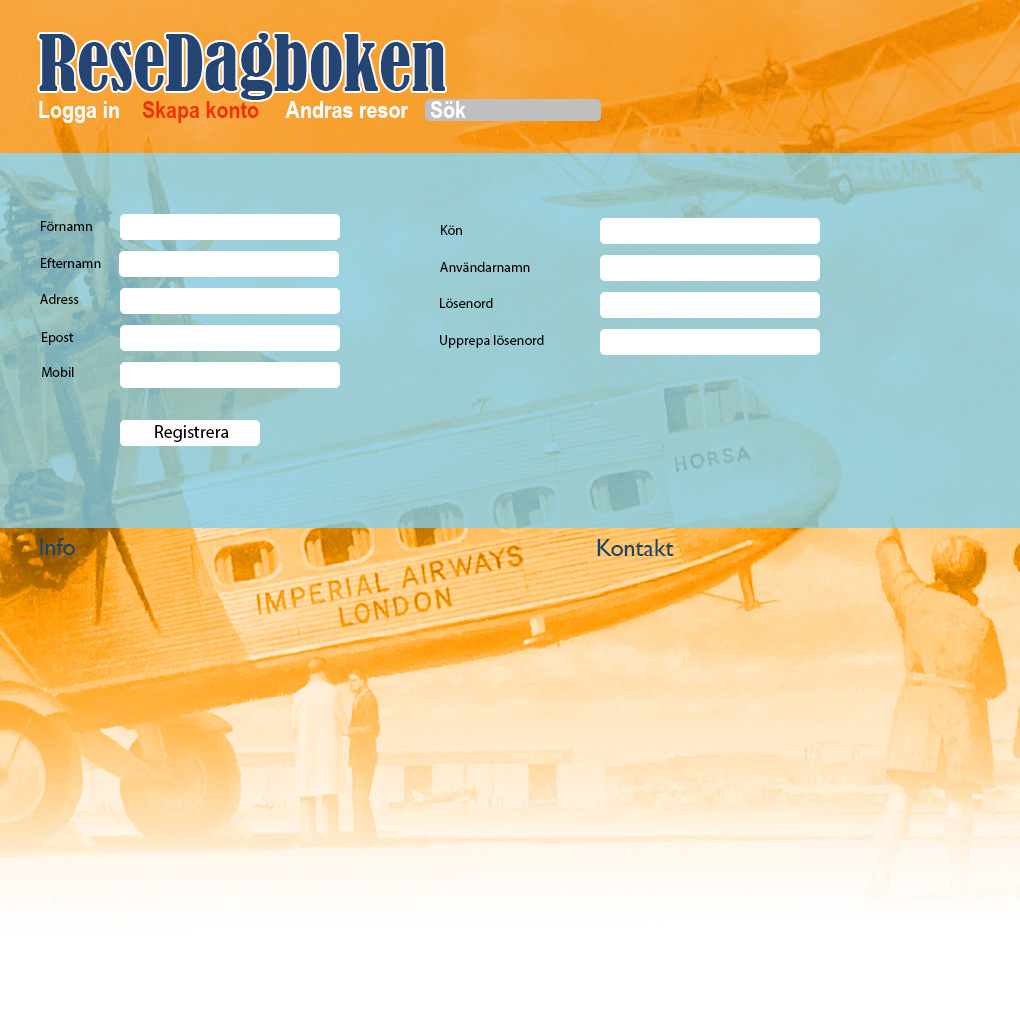 ReseDagboken
Logga in Skapa konto Andras resor Sök
G-AAXD
Förnamn
Efternamn
Adress
Epost
Mobil
Kön
Användarnamn
Lösenord
Upprepa lösenord
Registrera
HORSA
Info
Kontakt
IMPERIAL AIRWAYS
LONDON